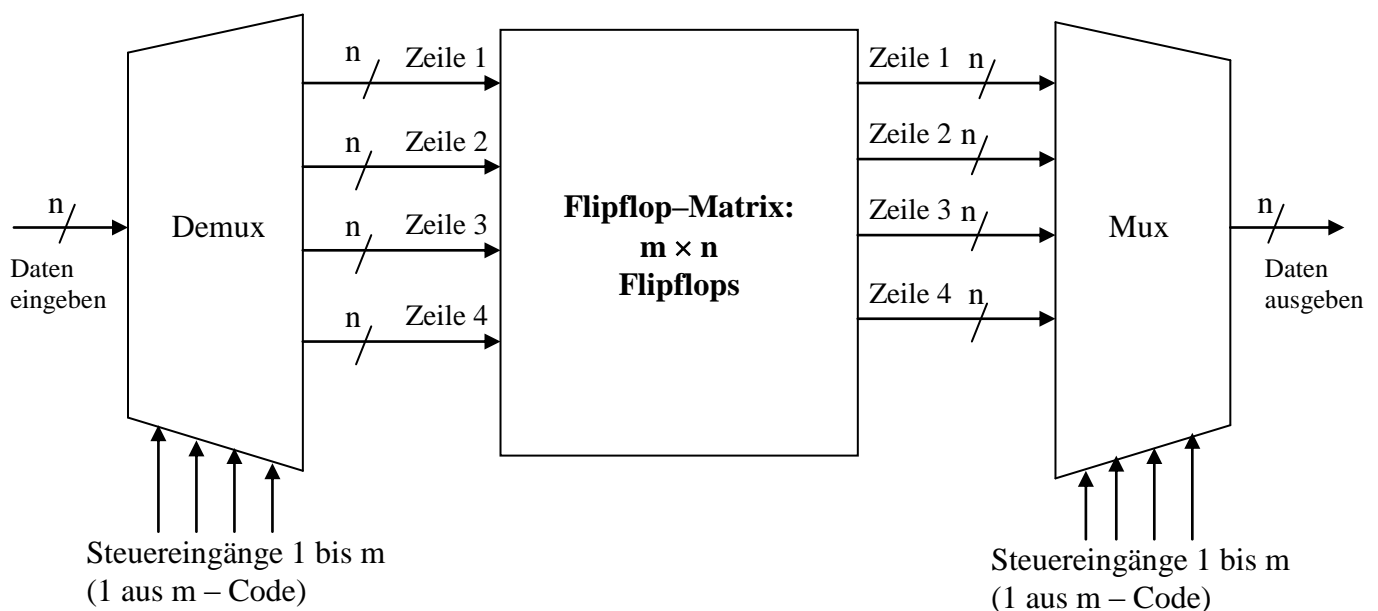 n
Zeile 1
n
Zeile 2
n
Zeile 3
n
Zeile 4
n
Daten
eingeben
Demux
Flipflop–Matrix:
m × n
Flipflops
Zeile 1 n
Zeile 2 n
Zeile 3 n
Zeile 4 n
Mux
n
Daten
ausgeben
Steuereingänge 1 bis m
(1 aus m – Code)
Steuereingänge 1 bis m
(1 aus m – Code)